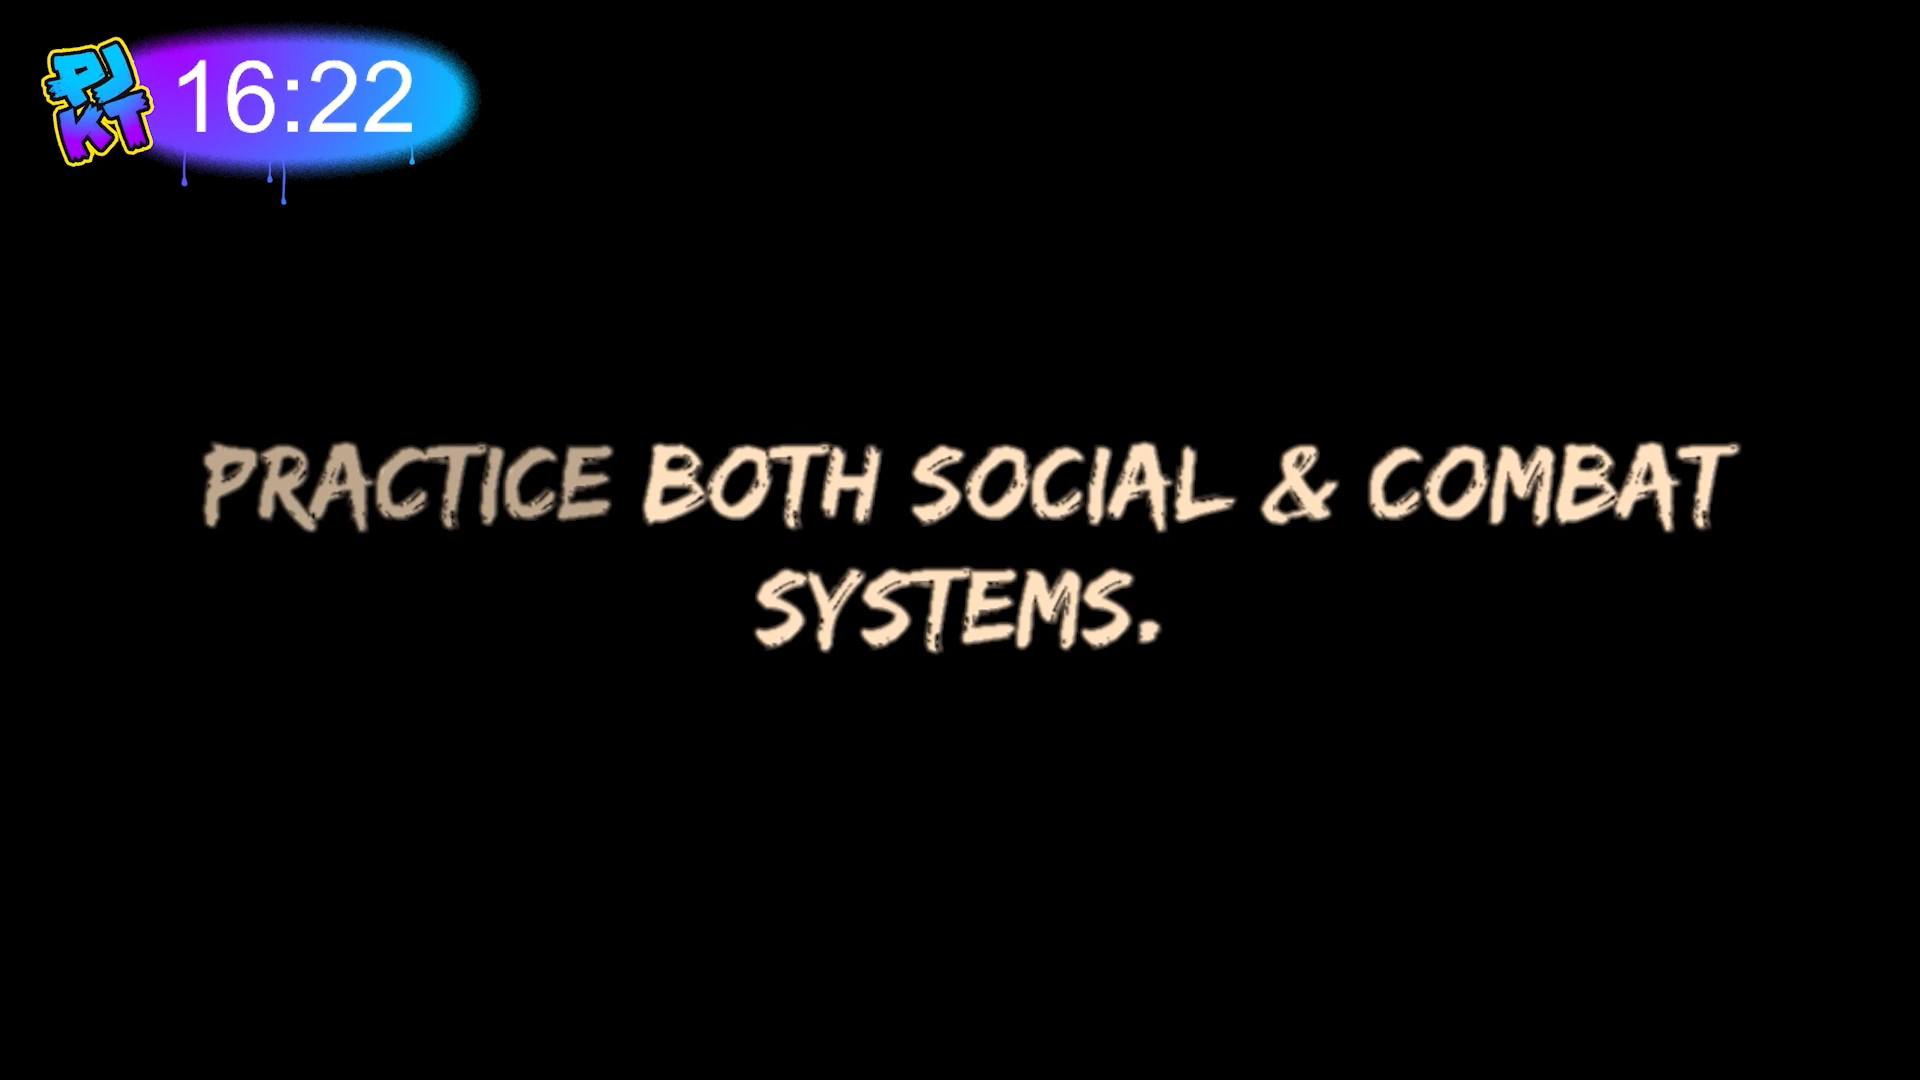 PJ
KT
16:22
PRACTICE BOTH SOCIAL & COMBAT
SYSTEMS.